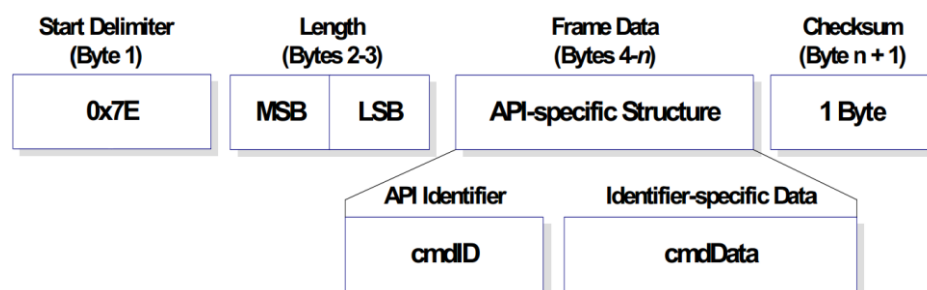 Start Delimiter
(Byte 1)
Length
(Bytes 2-3)
Frame Data
(Bytes 4-n)
Checksum
(Byte n + 1)
0x7E
MSB
LSB
API-specific Structure
1 Byte
API Identifier
Identifier-specific Data
cmdID
cmdData